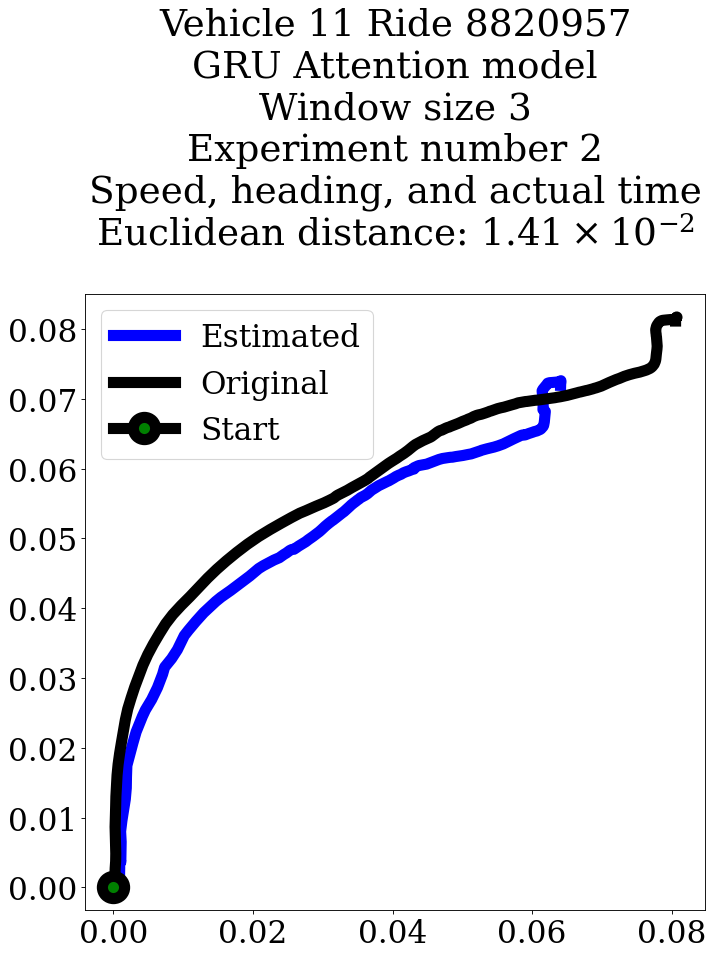 Vehicle 11 Ride 8820957
GRU Attention model
Window size 3
Experiment number 2
Speed, heading, and actual time
Euclidean distance: 1.41 × 10⁻²
Estimated
Original
Start
0.08
0.07
0.06
0.05
0.04
0.03
0.02
0.01
0.00
0.00 0.02 0.04 0.06 0.08